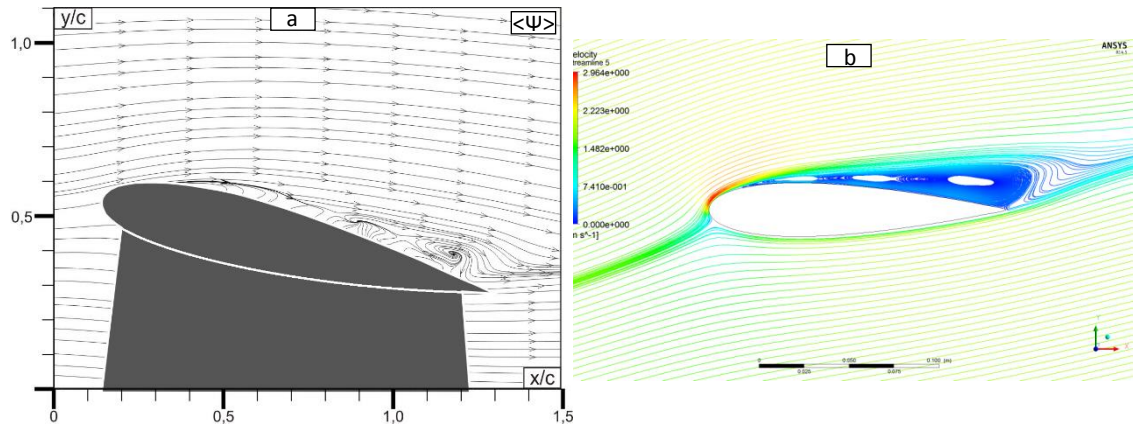 y/c
a
<Ψ>
1,0
0,5
x/c
0
0,5
1,0
1,5
b
elocity
treamline 5
2.964e+000
2.223e+000
1.482e+000
7.410e-001
0.000e+000
n s^-1]
ANSYS
Y
X
0
0.050
0.100
(m)
0.025
0.075